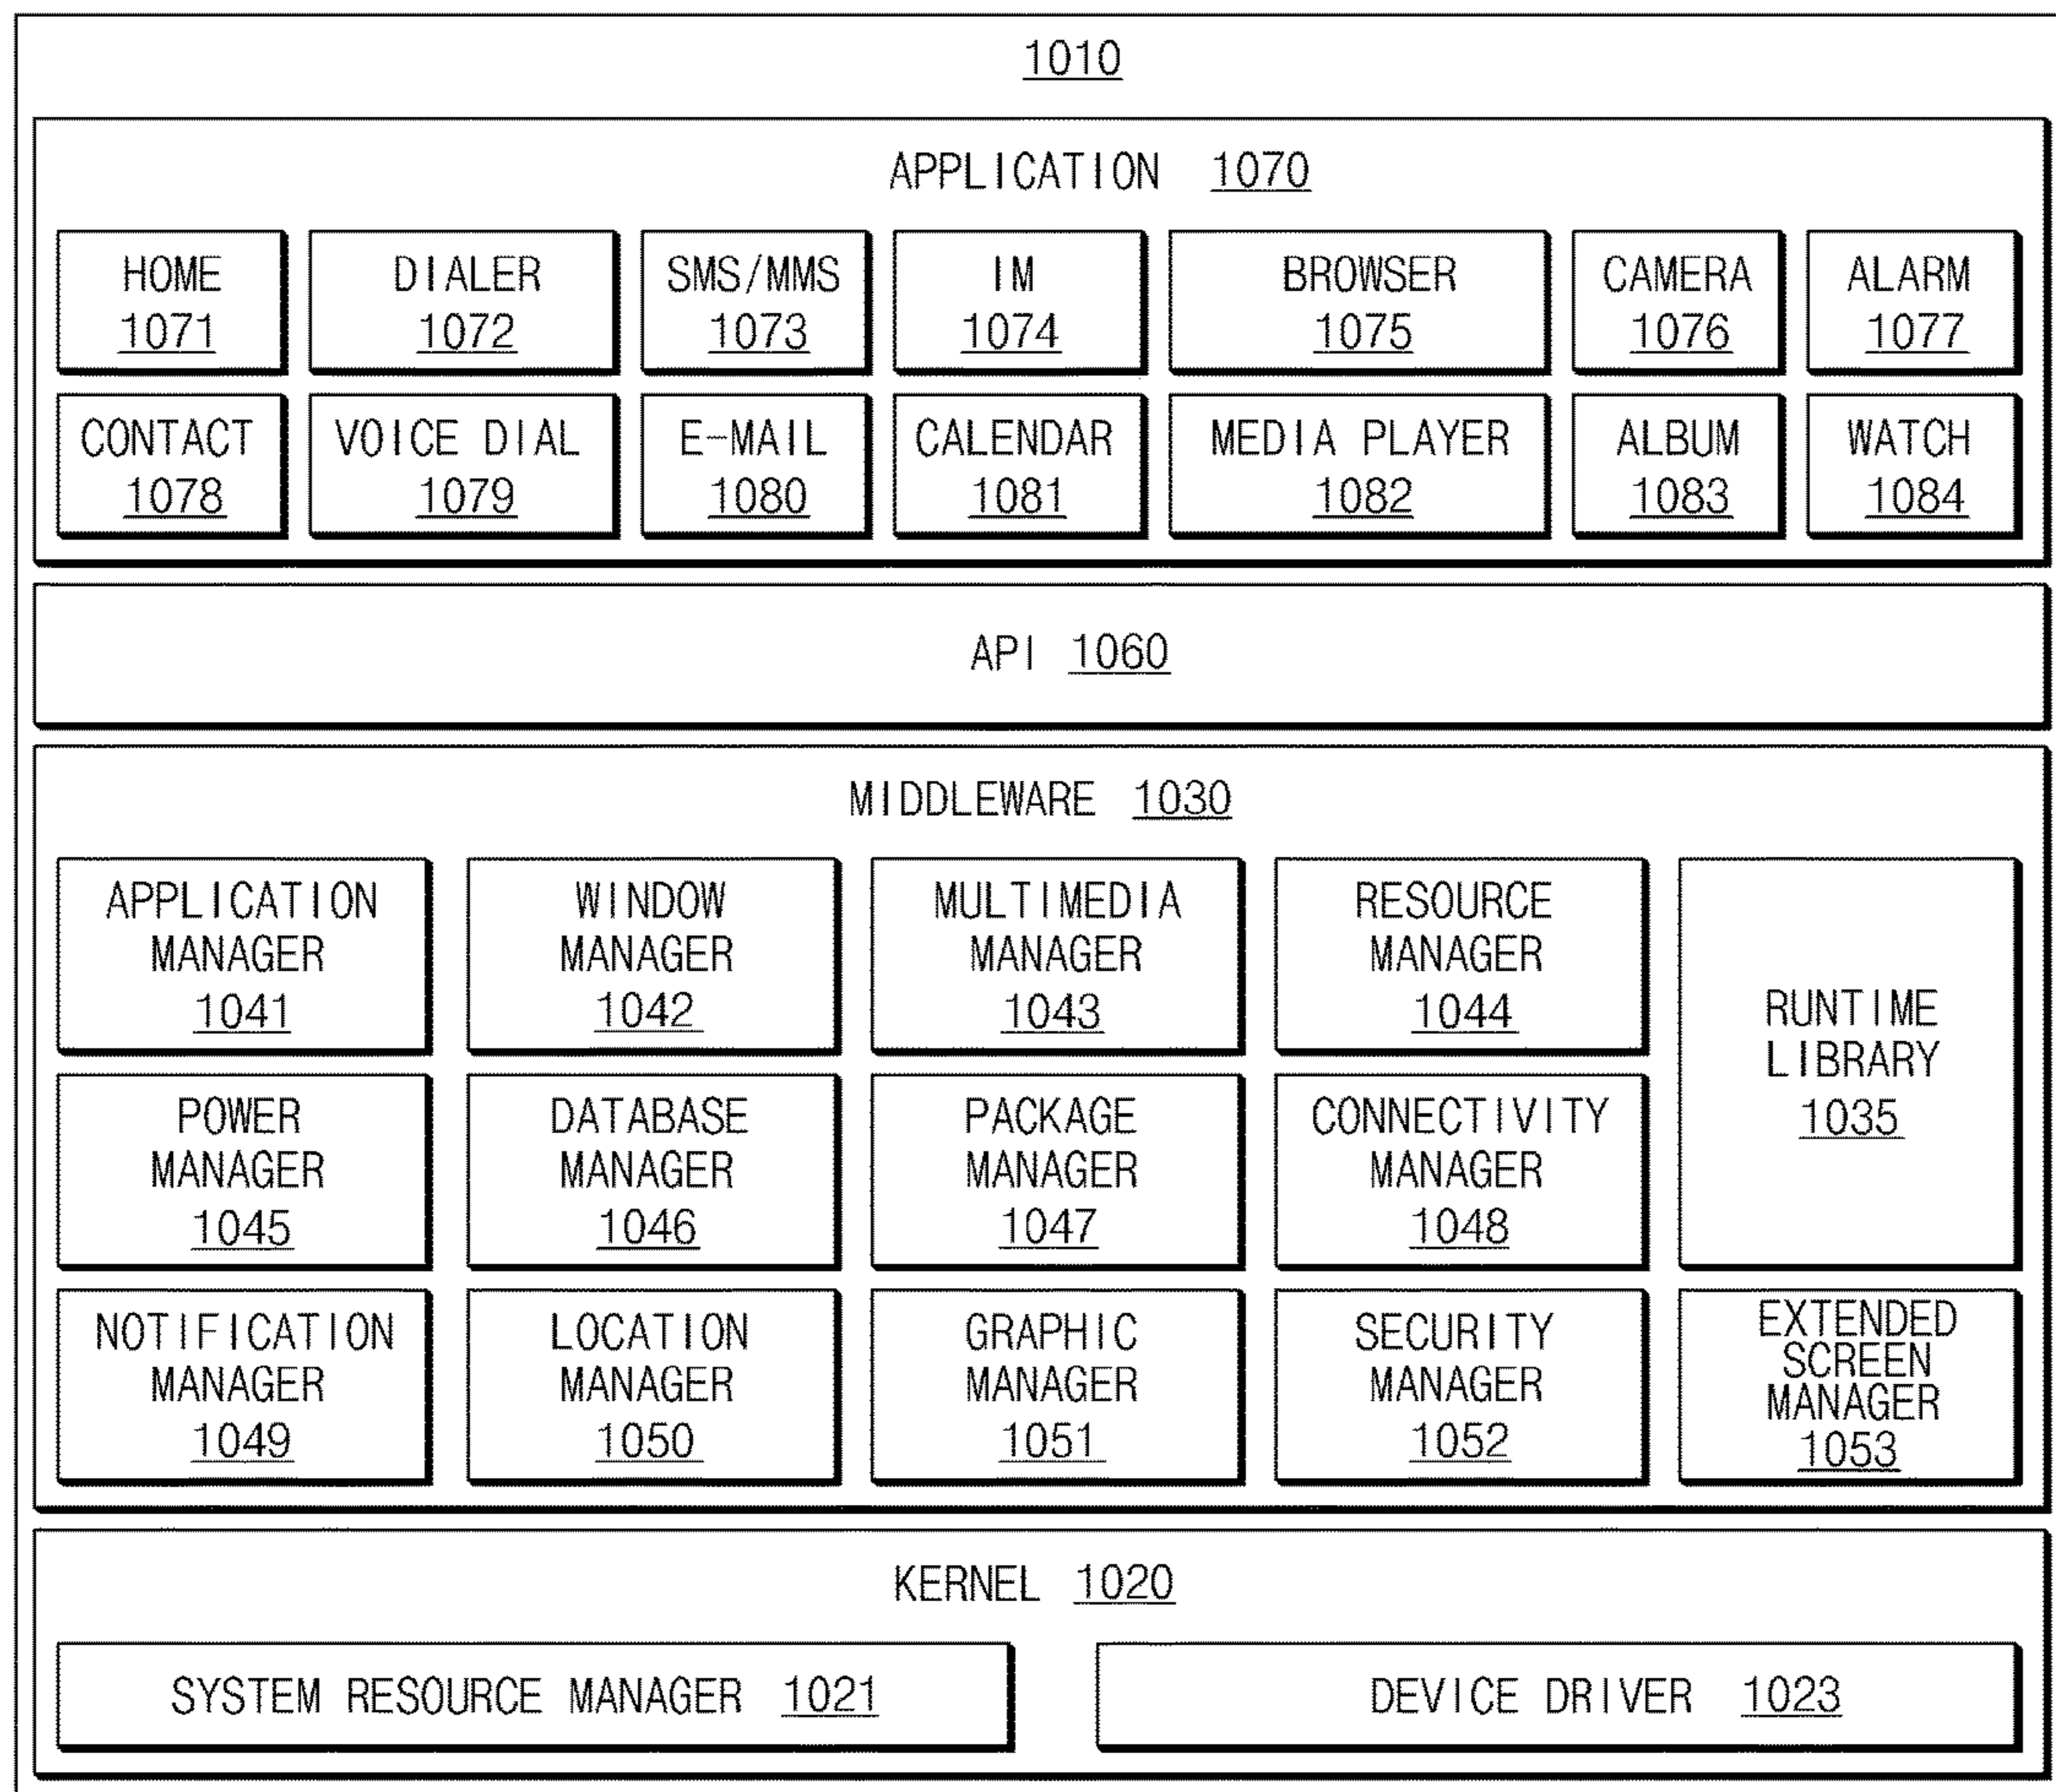 1010
APPLICATION 1070
HOME
1071
DIALER
1072
SMS/MMS
1073
IM
1074
BROWSER
1075
CAMERA
1076
ALARM
1077
CONTACT
1078
VOICE DIAL
1079
E-MAIL
1080
CALENDAR
1081
MEDIA PLAYER
1082
ALBUM
1083
WATCH
1084
API 1060
MIDDLEWARE 1030
APPLICATION
MANAGER
1041
WINDOW
MANAGER
1042
MULTIMEDIA
MANAGER
1043
RESOURCE
MANAGER
1044
RUNTIME
LIBRARY
1035
POWER
MANAGER
1045
DATABASE
MANAGER
1046
PACKAGE
MANAGER
1047
CONNECTIVITY
MANAGER
1048
NOTIFICATION
MANAGER
1049
LOCATION
MANAGER
1050
GRAPHIC
MANAGER
1051
SECURITY
MANAGER
1052
EXTENDED
SCREEN
MANAGER
1053
KERNEL 1020
SYSTEM RESOURCE MANAGER 1021
DEVICE DRIVER 1023